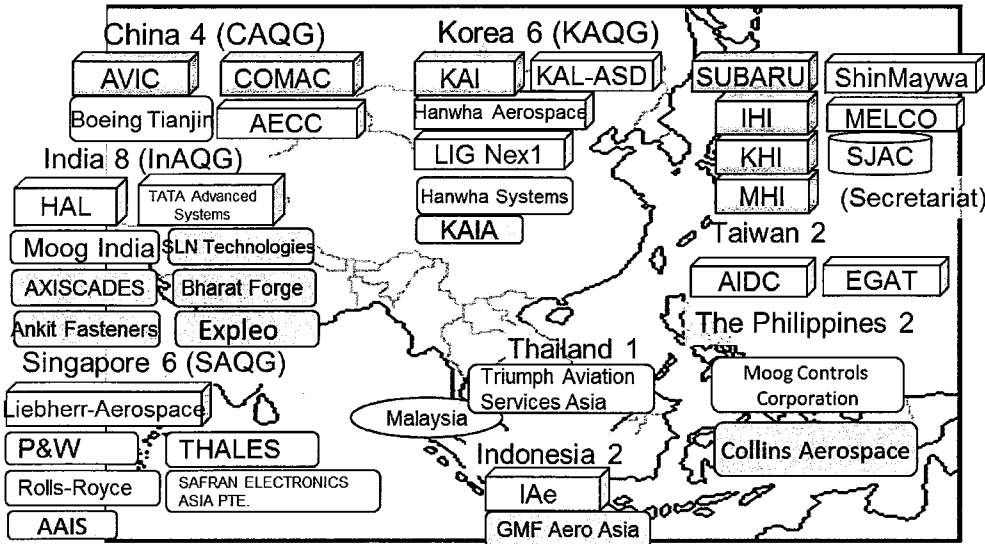 China 4 (CAQG)
AVIC
COMAC
Boeing Tianjin
AECC
Korea 6 (KAQG)
KAI
KAL-ASD
Hanwha Aerospace
LIG Nex1
Hanwha Systems
KAIA
SUBARU
ShinMaywa
IHI
MELCO
KHI
SJAC
MHI
(Secretariat)
India 8 (InAQG)
HAL
TATA Advanced
Systems
Moog India
SLN Technologies
AXISCADES
Bharat Forge
Ankit Fasteners
Expleo
Taiwan 2
AIDC
EGAT
The Philippines 2
Moog Controls
Corporation
Collins Aerospace
Singapore 6 (SAQG)
Liebherr-Aerospace
P&W
THALES
Rolls-Royce
SAFRAN ELECTRONICS
ASIA PTE.
AAIS
Thailand 1
Triumph Aviation
Services Asia
Malaysia
Indonesia 2
IAe
GMF Aero Asia